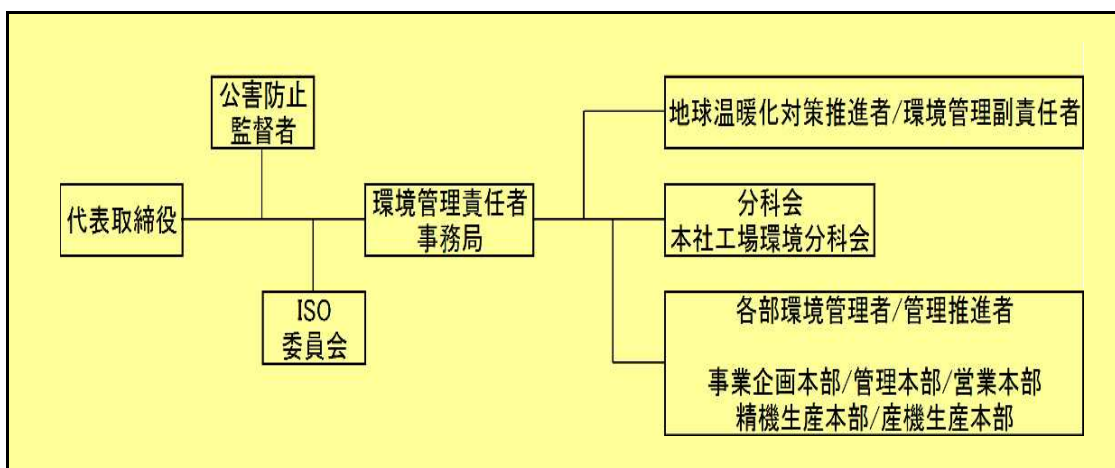 公害防止
監督者
代表取締役
ISO
委員会
環境管理責任者
事務局
地球温暖化対策推進者/環境管理副責任者
分科会
本社工場環境分科会
各部環境管理者/管理推進者
事業企画本部/管理本部/営業本部
精機生産本部/産機生産本部